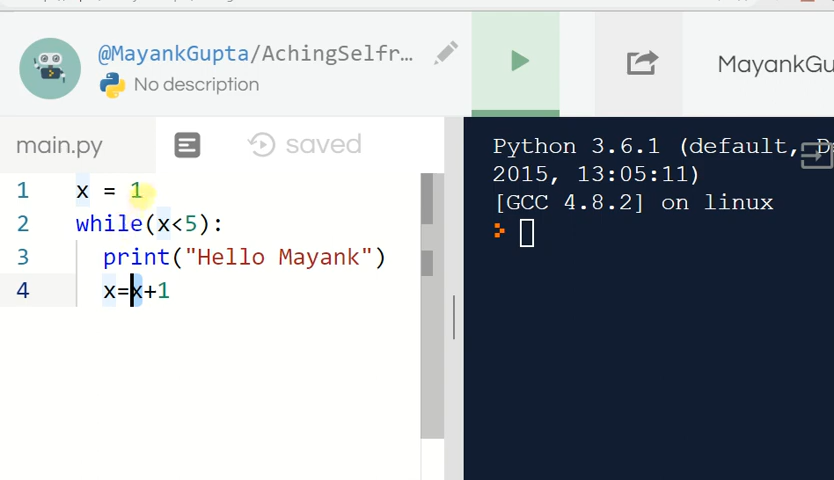 @MayankGupta/AchingSelfr...
No description
MayankGu
main.py
saved
1 x = 1
2 while(x<5):
3 print("Hello Mayank")
4 x=x+1
Python 3.6.1 (default, D
2015, 13:05:11)
[GCC 4.8.2] on linux